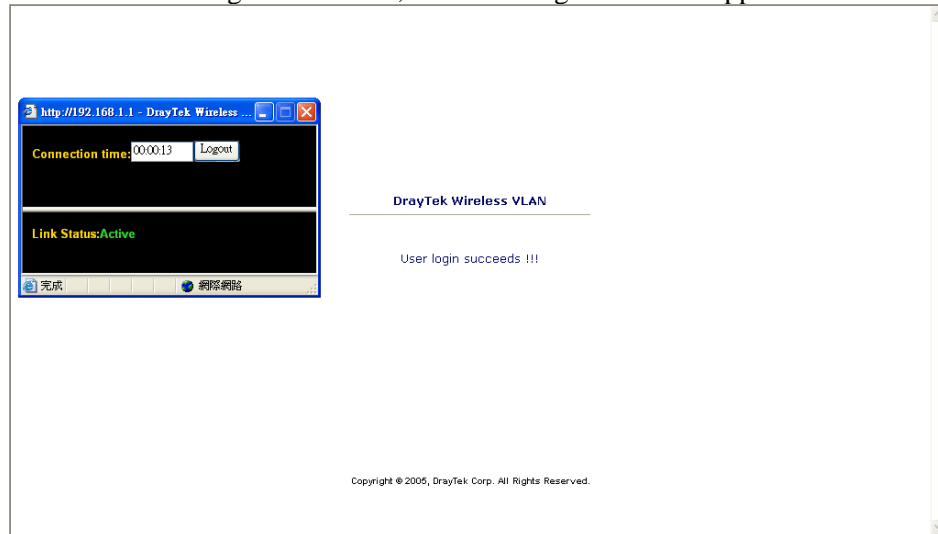 http://192.168.1.1 - DrayTek Wireless ...
Connection time: 00:00:13 Logout
Link Status:Active
完成 網際網路
DrayTek Wireless VLAN
User login succeeds !!!
Copyright © 2005, DrayTek Corp. All Rights Reserved.